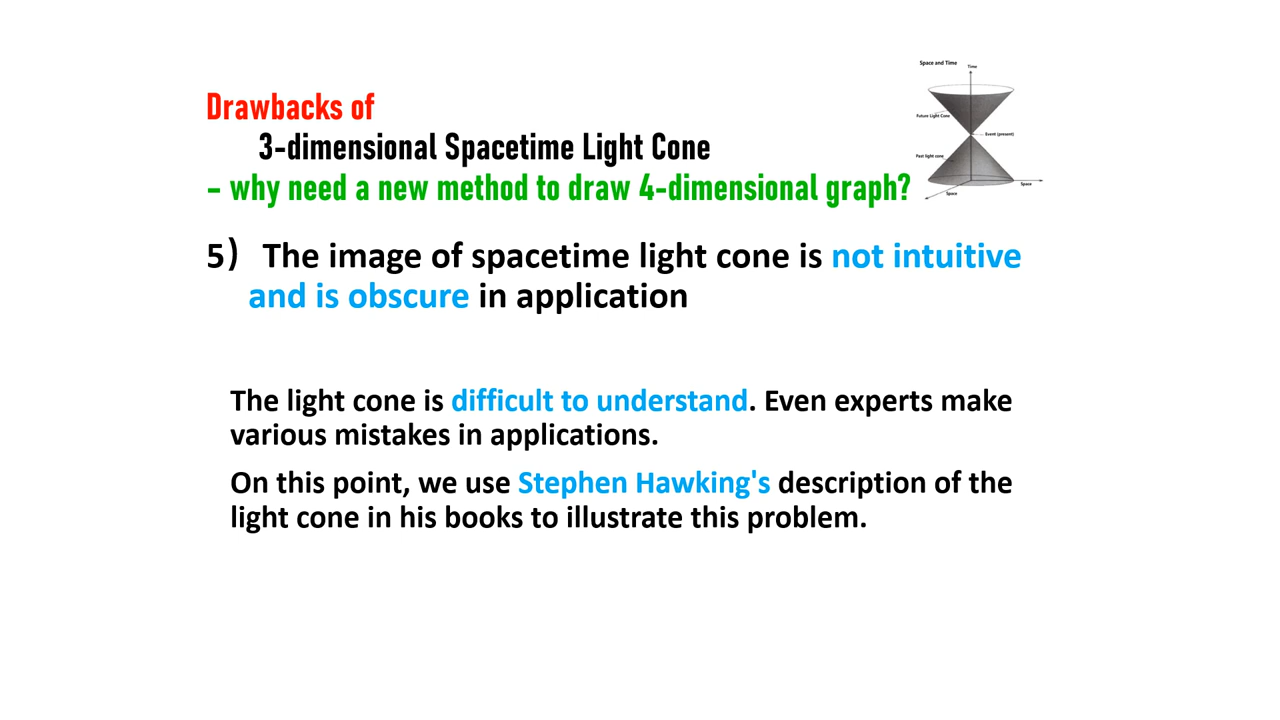 Space and Time
Time
Future Light Cone
Event (present)
Past light cone
Space
Space
Drawbacks of
3-dimensional Spacetime Light Cone
- why need a new method to draw 4-dimensional graph?
5) The image of spacetime light cone is not intuitive
and is obscure in application
The light cone is difficult to understand. Even experts make
various mistakes in applications.
On this point, we use Stephen Hawking's description of the
light cone in his books to illustrate this problem.